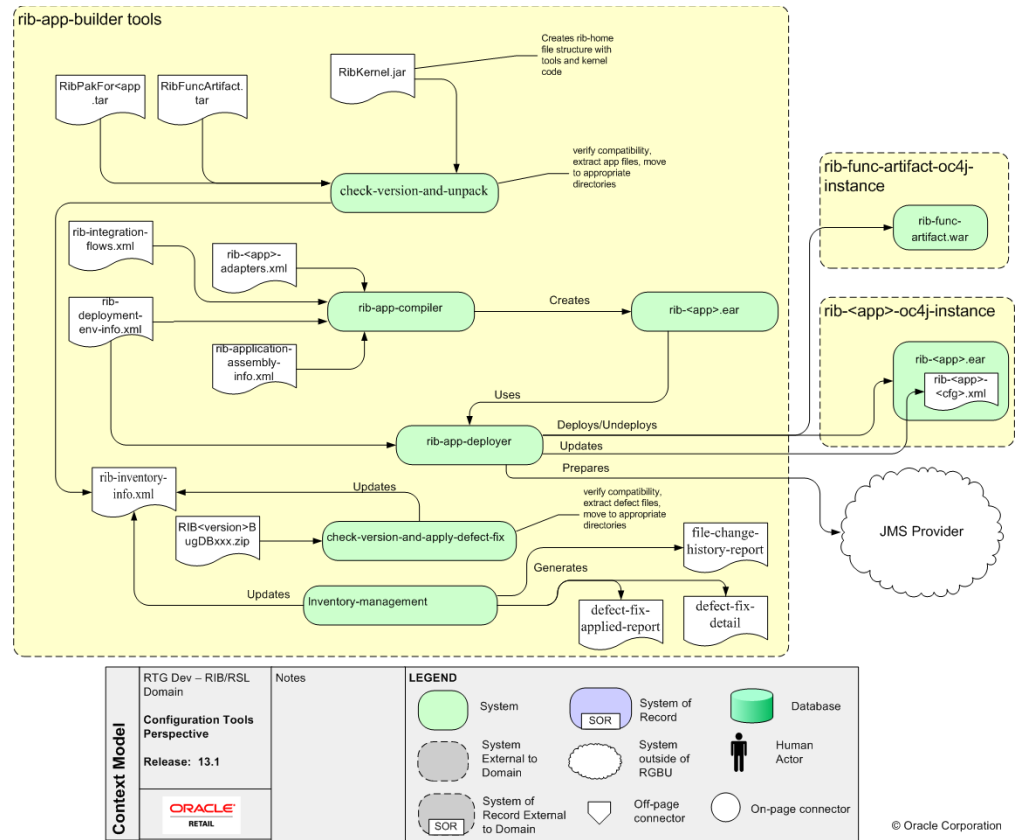 rib-app-builder tools
Creates rib-home
file structure with
tools and kernel
code
RibPakFor<app
.tar
RibFuncArtifact.
tar
RibKernel.jar
verify compatibility,
extract app files, move
to appropriate
directories
check-version-and-unpack
rib-func-artifact-oc4j-
instance
rib-func-
artifact.war
rib-integration-
flows.xml
rib-<app>-
adapters.xml
rib-
deployment-
env-info.xml
rib-app-compiler
Creates
rib-<app>.ear
rib-application-
assembly-
info.xml
rib-<app>-oc4j-instance
rib-<app>.ear
rib-<app>-
<cfg>.xml
Uses
rib-app-deployer
Deploys/Undeploys
Updates
Prepares
JMS Provider
rib-inventory-
info.xml
Updates
verify compatibility,
extract defect files,
move to appropriate
directories
RIB<version>B
ugDBxxx.zip
check-version-and-apply-defect-fix
file-change-
history-report
Generates
Updates
Inventory-management
defect-fix-
applied-report
defect-fix-
detail
Context Model
RTG Dev – RIB/RSL
Domain
Configuration Tools
Perspective
Release: 13.1
ORACLE
RETAIL
Notes
LEGEND
System
SOR
System of
Record
Database
System
External to
Domain
System
outside of
RGBU
Human
Actor
SOR
System of
Record External
to Domain
Off-page
connector
On-page connector
© Oracle Corporation